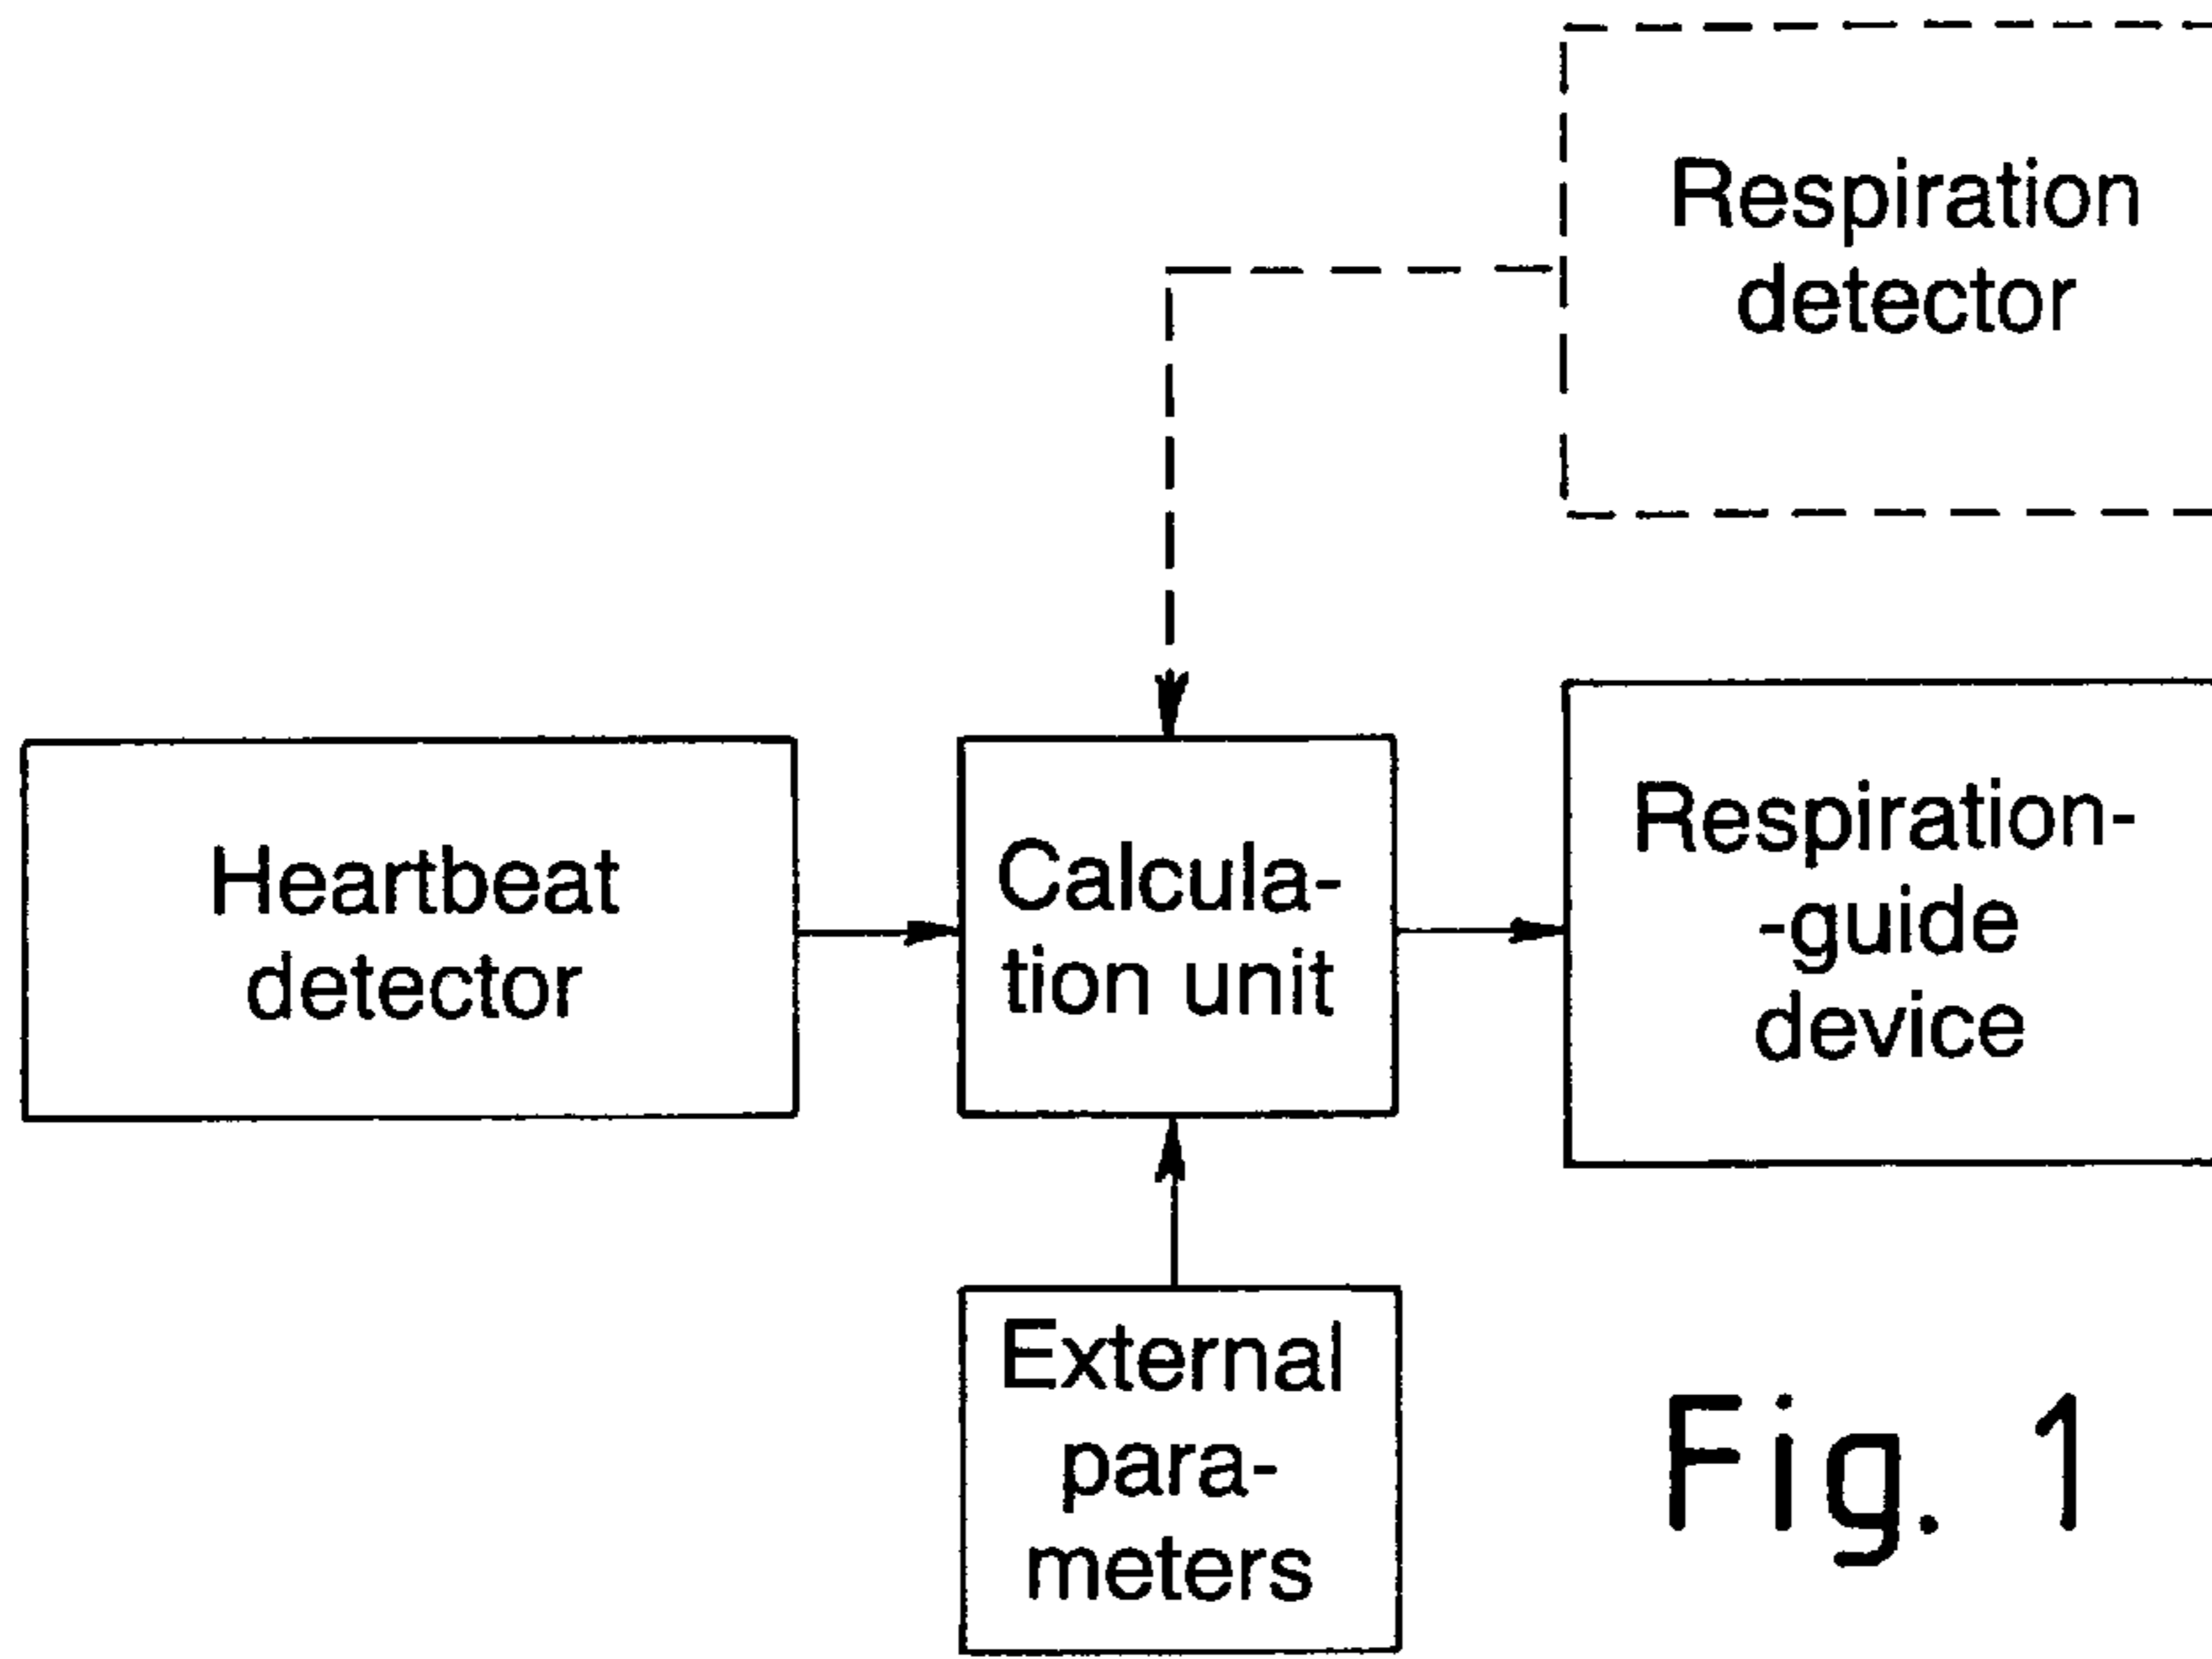 Respiration
detector
Heartbeat
detector
Calcula-
tion unit
Respiration-
-guide
device
External
para-
meters
Fig. 1